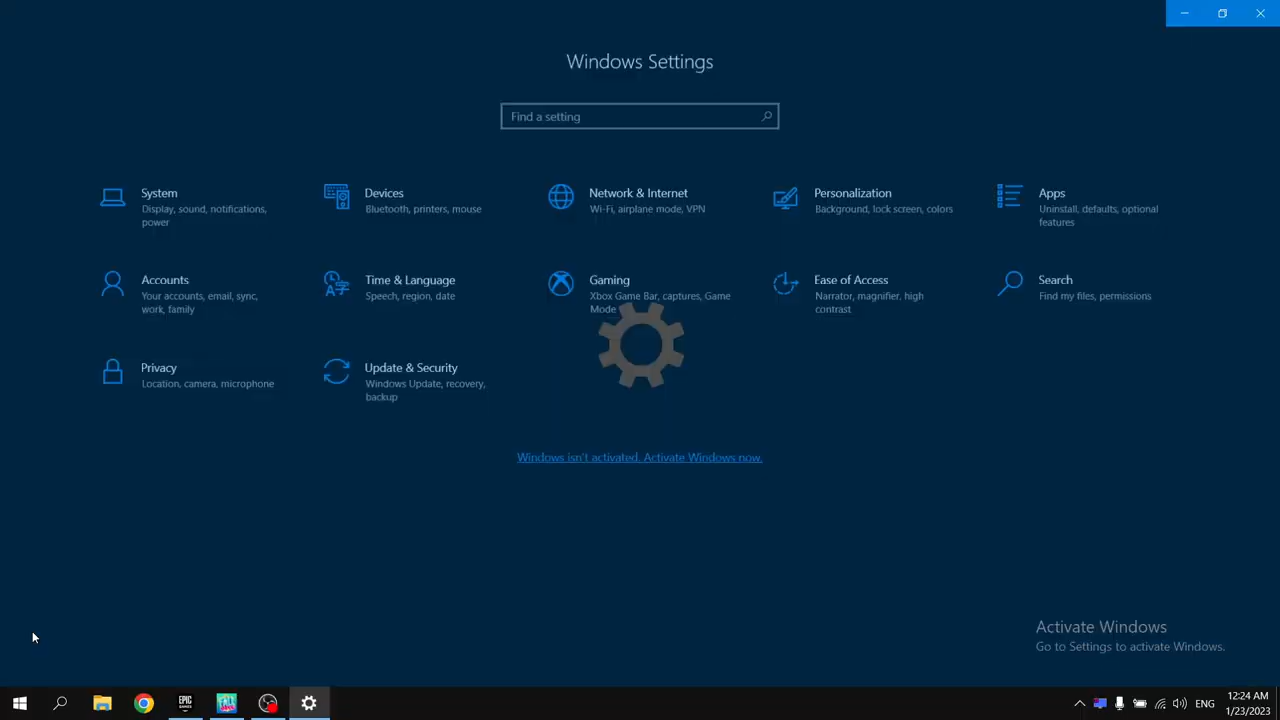 Windows Settings
Find a setting
System
Display, sound, notifications,
power
Devices
Bluetooth, printers, mouse
Network & Internet
Wi-Fi, airplane mode, VPN
Personalization
Background, lock screen, colors
Apps
Uninstall, defaults, optional
features
Accounts
Your accounts, email, sync,
work, family
Time & Language
Speech, region, date
Gaming
Xbox Game Bar, captures, Game
Mode
Ease of Access
Narrator, magnifier, high
contrast
Search
Find my files, permissions
Privacy
Location, camera, microphone
Update & Security
Windows Update, recovery,
backup
Windows isn't activated. Activate Windows now.
Activate Windows
Go to Settings to activate Windows.
EPIC
GAMES
ENG
12:24 AM
1/23/2023